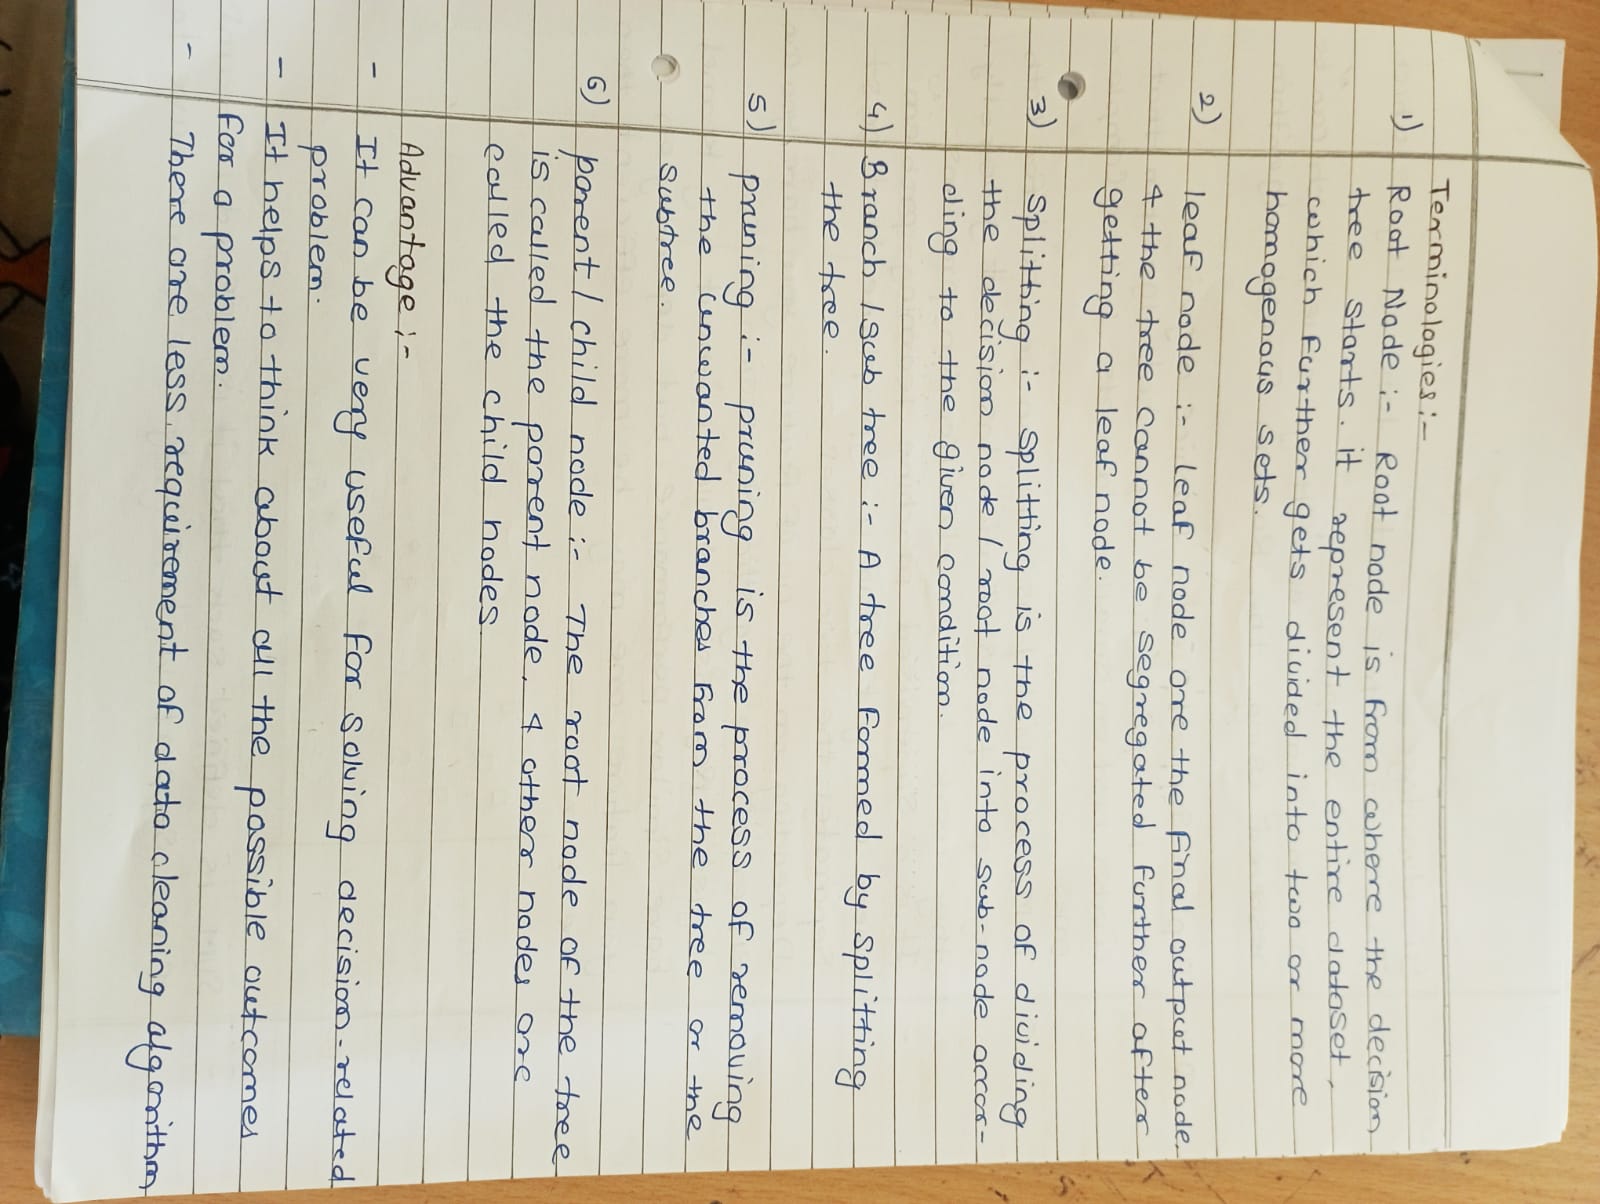 Terminologies :-
1) Root Node :- Root node is from where the decision
tree starts. it represent the entire dataset,
which further gets divided into two or more
homogenous sets.
2) leaf node :- leaf node are the final output node.
& the tree cannot be segregated further after
getting a leaf node.
3) Splitting :- splitting is the process of dividing
the decision node / root node into sub-node accor-
ding to the given condition.
4) Branch / sub tree :- A tree formed by splitting
the tree.
5) pruning :- pruning is the process of removing
the unwanted branches from the tree or the
subtree.
6) parent / child node :- The root node of the tree
is called the parent node, & other nodes are
called the child nodes.
Advantage :-
- It can be very useful for solving decision-related
problem.
- It helps to think about all the possible outcomes
for a problem.
- There are less requirement of data cleaning algorithm